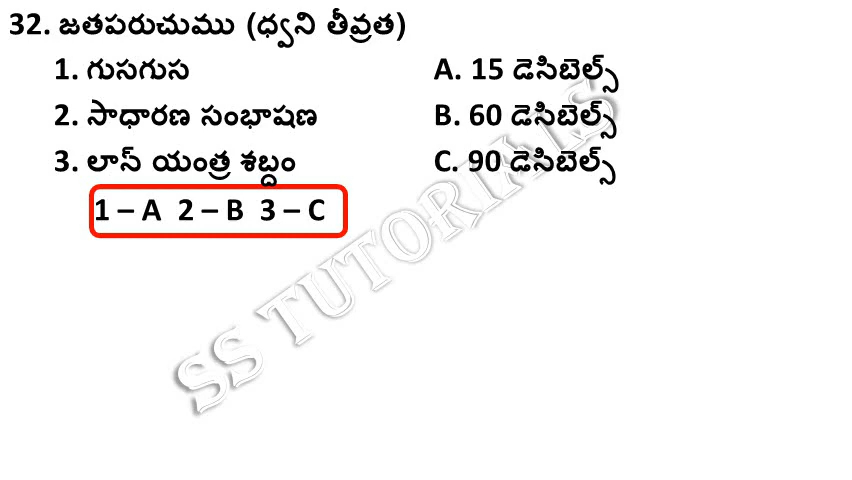 32. జతపరుచుము (ధ్వని తీవ్రత)
1. గుసగుస A. 15 డెసిబెల్స్
2. సాధారణ సంభాషణ B. 60 డెసిబెల్స్
3. లాస్ యంత్ర శబ్దం C. 90 డెసిబెల్స్
1 – A 2 – B 3 – C
SS TUTORIALS